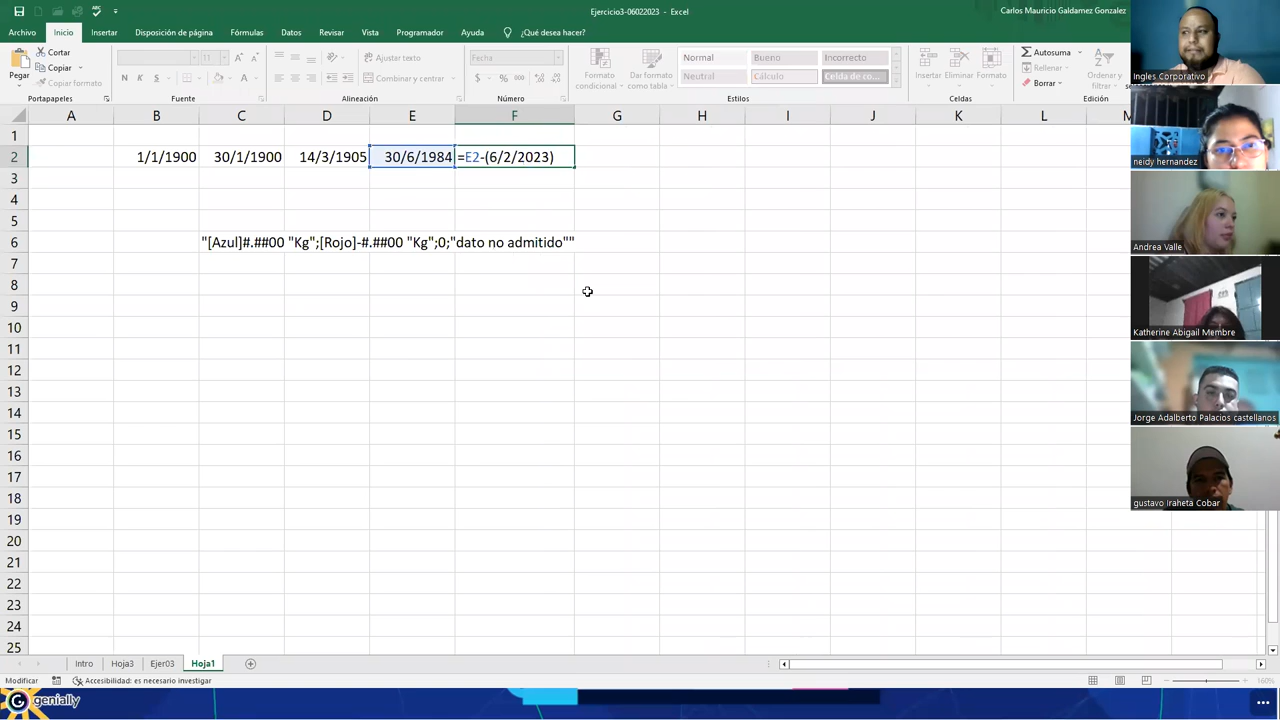 Ejercicio3-06022023 - Excel
Carlos Mauricio Galdamez Gonzalez
Archivo Inicio Insertar Disposición de página Fórmulas Datos Revisar Vista Programador Ayuda ¿Qué desea hacer?
Pegar
Cortar
Copiar
Copiar formato
Portapapeles
N K S
Fuente
Ajustar texto
Combinar y centrar
Alineación
$ % 000
Número
Formato condicional
Dar formato como tabla
Normal Bueno Incorrecto
Neutral Cálculo Celda de co...
Estilos
Insertar Eliminar Formato
Celdas
Autosuma
Rellenar
Borrar
Ordenar y filtrar
Edición
A B C D E F G H I J K L M
1
2 1/1/1900 30/1/1900 14/3/1905 30/6/1984 =E2-(6/2/2023)
3
4
5
6 "[Azul]#.##00 "Kg";[Rojo]-#.##00 "Kg";0;"dato no admitido""
7
8
9
10
11
12
13
14
15
16
17
18
19
20
21
22
23
24
25
Intro Hoja3 Ejer03 Hoja1
Modificar Accesibilidad: es necesario investigar
160%
Ingles Corporativo
neidy hernandez
Andrea Valle
Katherine Abigail Membre
Jorge Adalberto Palacios castellanos
gustavo Iraheta Cobar
genially